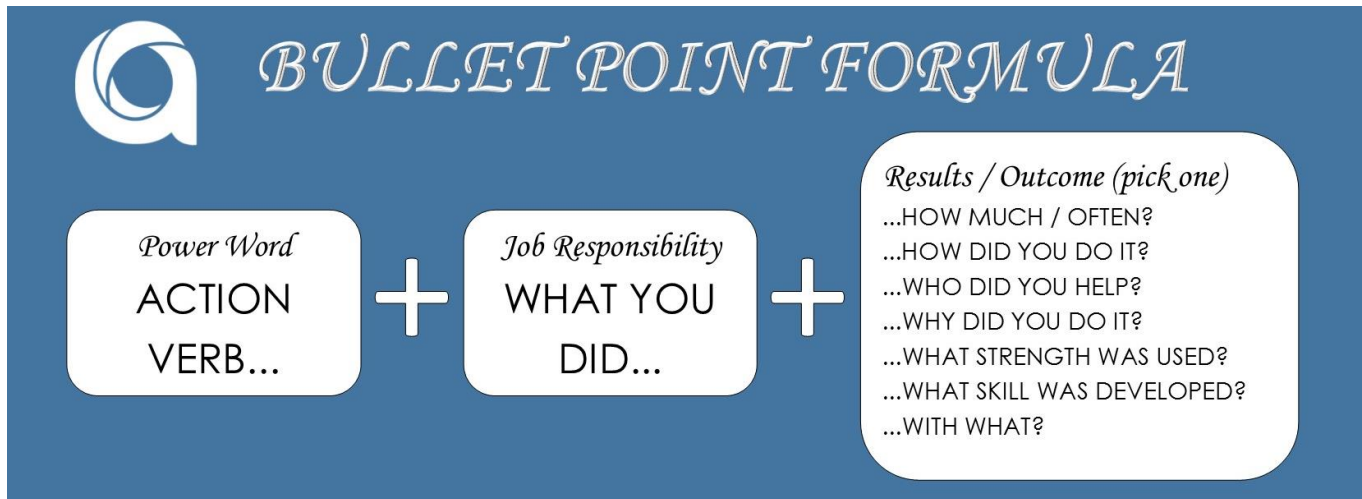 BULLET POINT FORMULA
Power Word
ACTION
VERB...
Job Responsibility
WHAT YOU
DID...
Results / Outcome (pick one)
...HOW MUCH / OFTEN?
...HOW DID YOU DO IT?
...WHO DID YOU HELP?
...WHY DID YOU DO IT?
...WHAT STRENGTH WAS USED?
...WHAT SKILL WAS DEVELOPED?
...WITH WHAT?